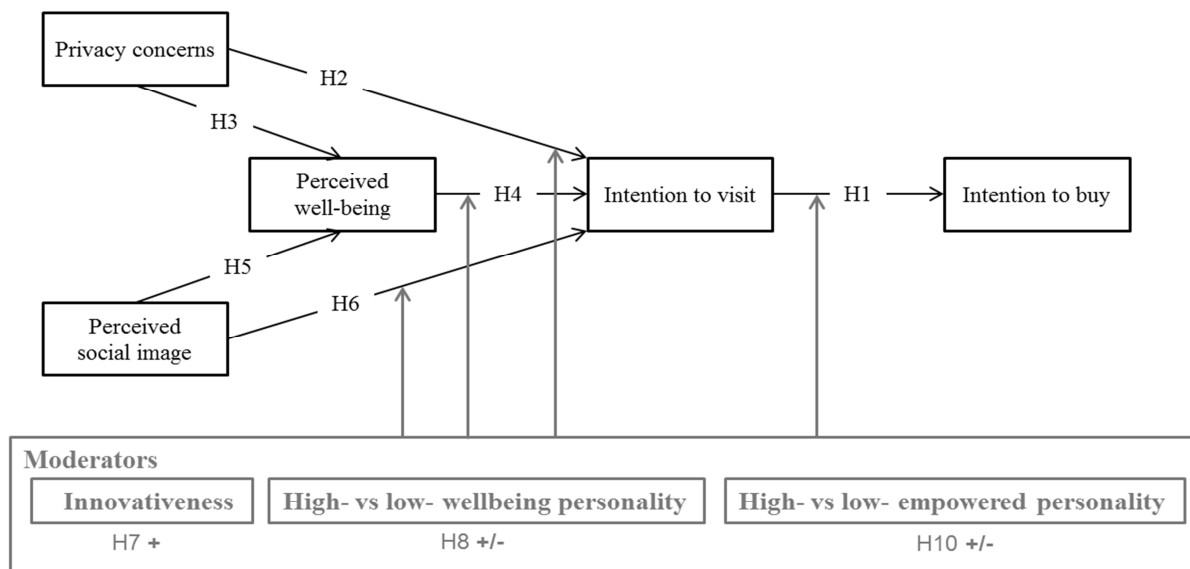 Privacy concerns
H2
H3
Perceived
well-being
H4
Intention to visit
H1
Intention to buy
H5
H6
Perceived
social image
Moderators
Innovativeness
High- vs low- wellbeing personality
High- vs low- empowered personality
H7 +
H8 +/-
H10 +/-